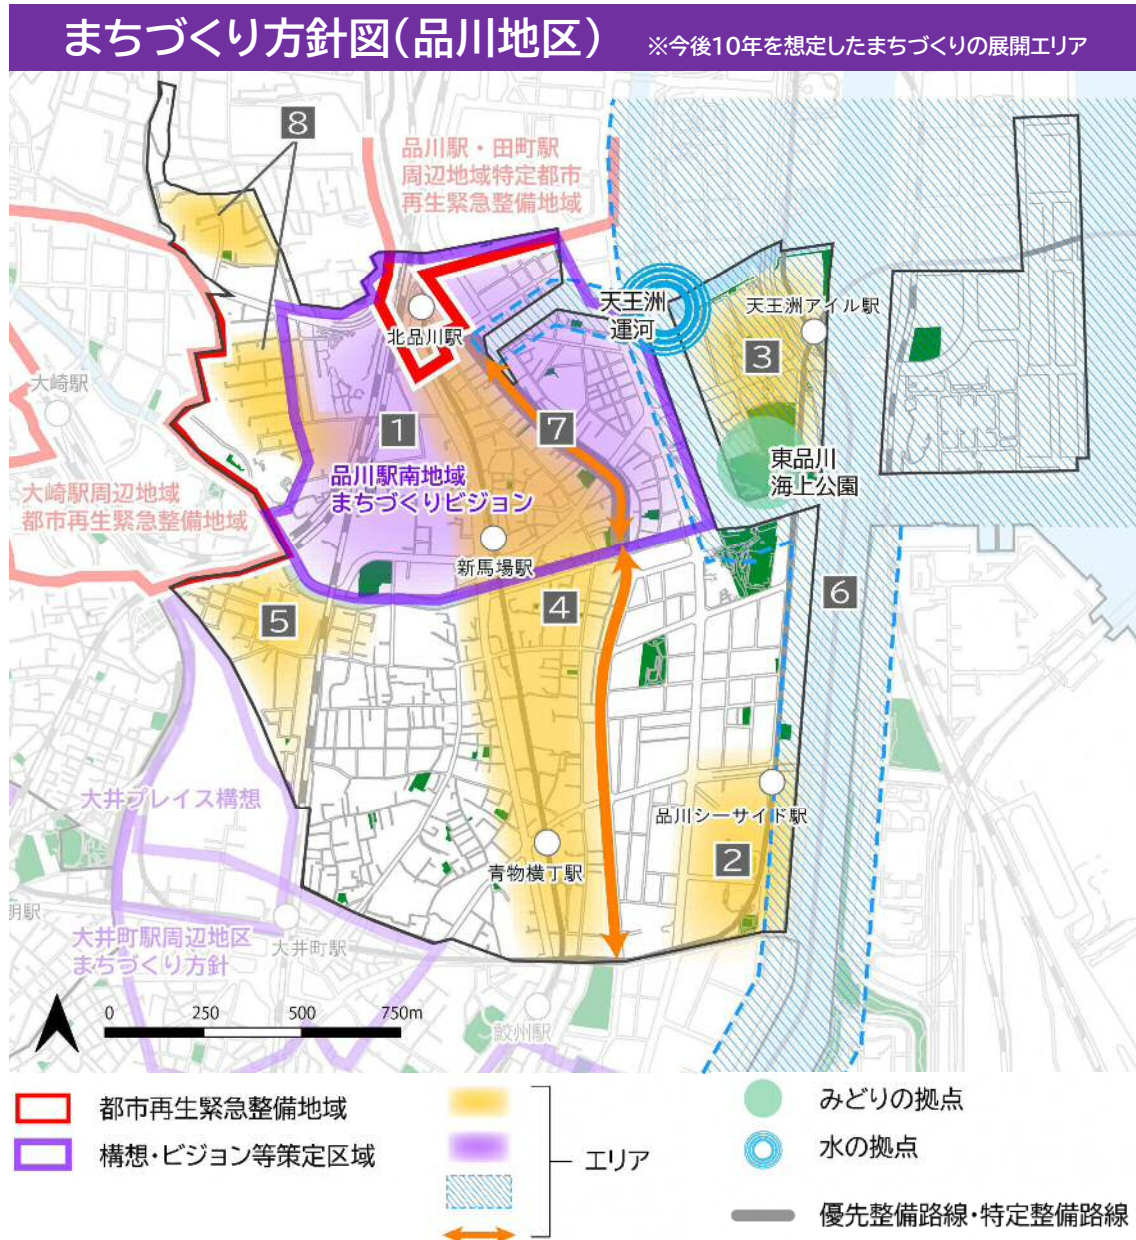 まちづくり方針図(品川地区)
※今後10年を想定したまちづくりの展開エリア
8
品川駅・田町駅
周辺地域特定都市
再生緊急整備地域
天王洲
運河
天王洲アイル駅
北品川駅
3
大崎駅
1
7
品川駅南地域
まちづくりビジョン
東品川
海上公園
大崎駅周辺地域
都市再生緊急整備地域
新馬場駅
5
4
6
大井プレイス構想
品川シーサイド駅
2
青物横丁駅
明駅
大井町駅周辺地区
まちづくり方針
大井町駅
鮫洲駅
0 250 500 750m
都市再生緊急整備地域
構想・ビジョン等策定区域
エリア
みどりの拠点
水の拠点
優先整備路線・特定整備路線